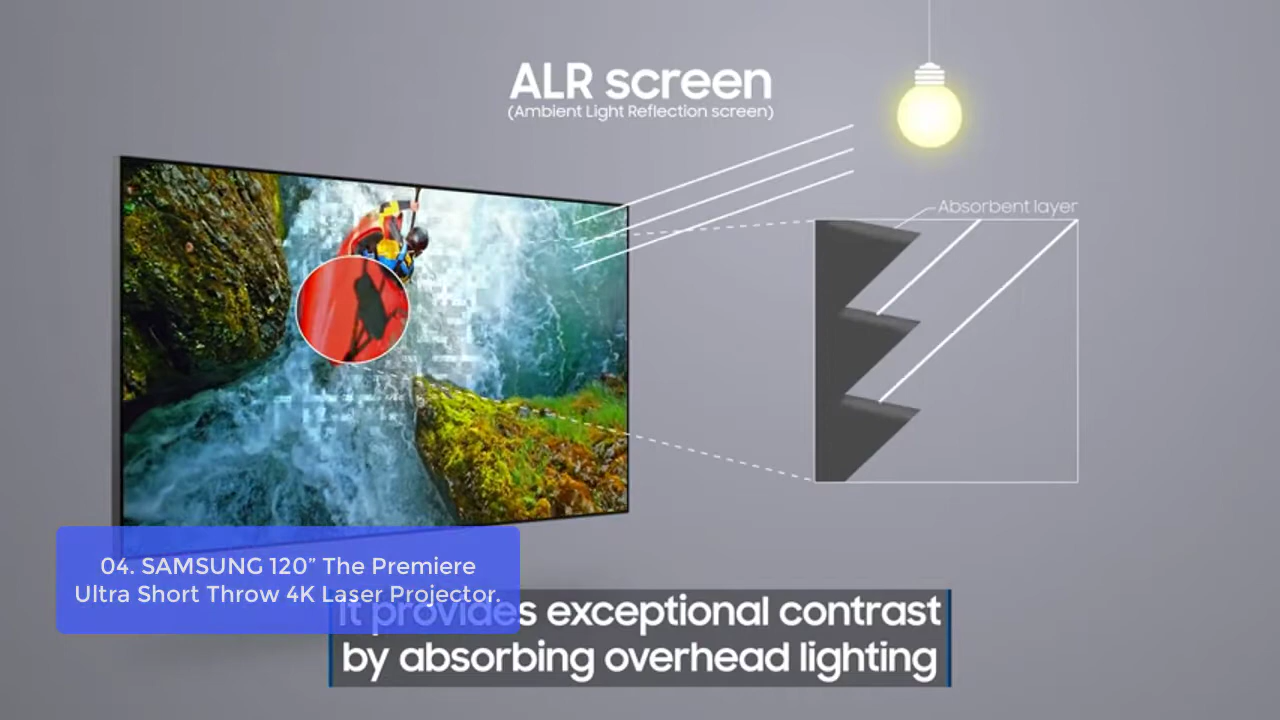 ALR screen
(Ambient Light Reflection screen)
Absorbent layer
04. SAMSUNG 120” The Premiere
Ultra Short Throw 4K Laser Projector.
It provides exceptional contrast
by absorbing overhead lighting